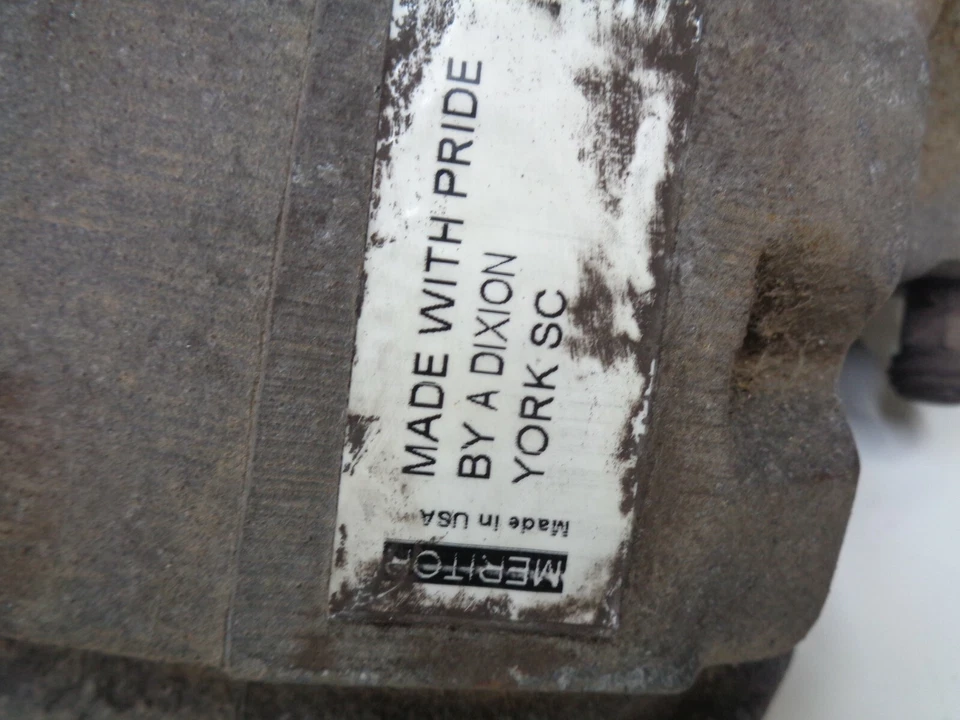 MADE WITH PRIDE
BY A DIXION
YORK SC
Made in USA
MERITOR